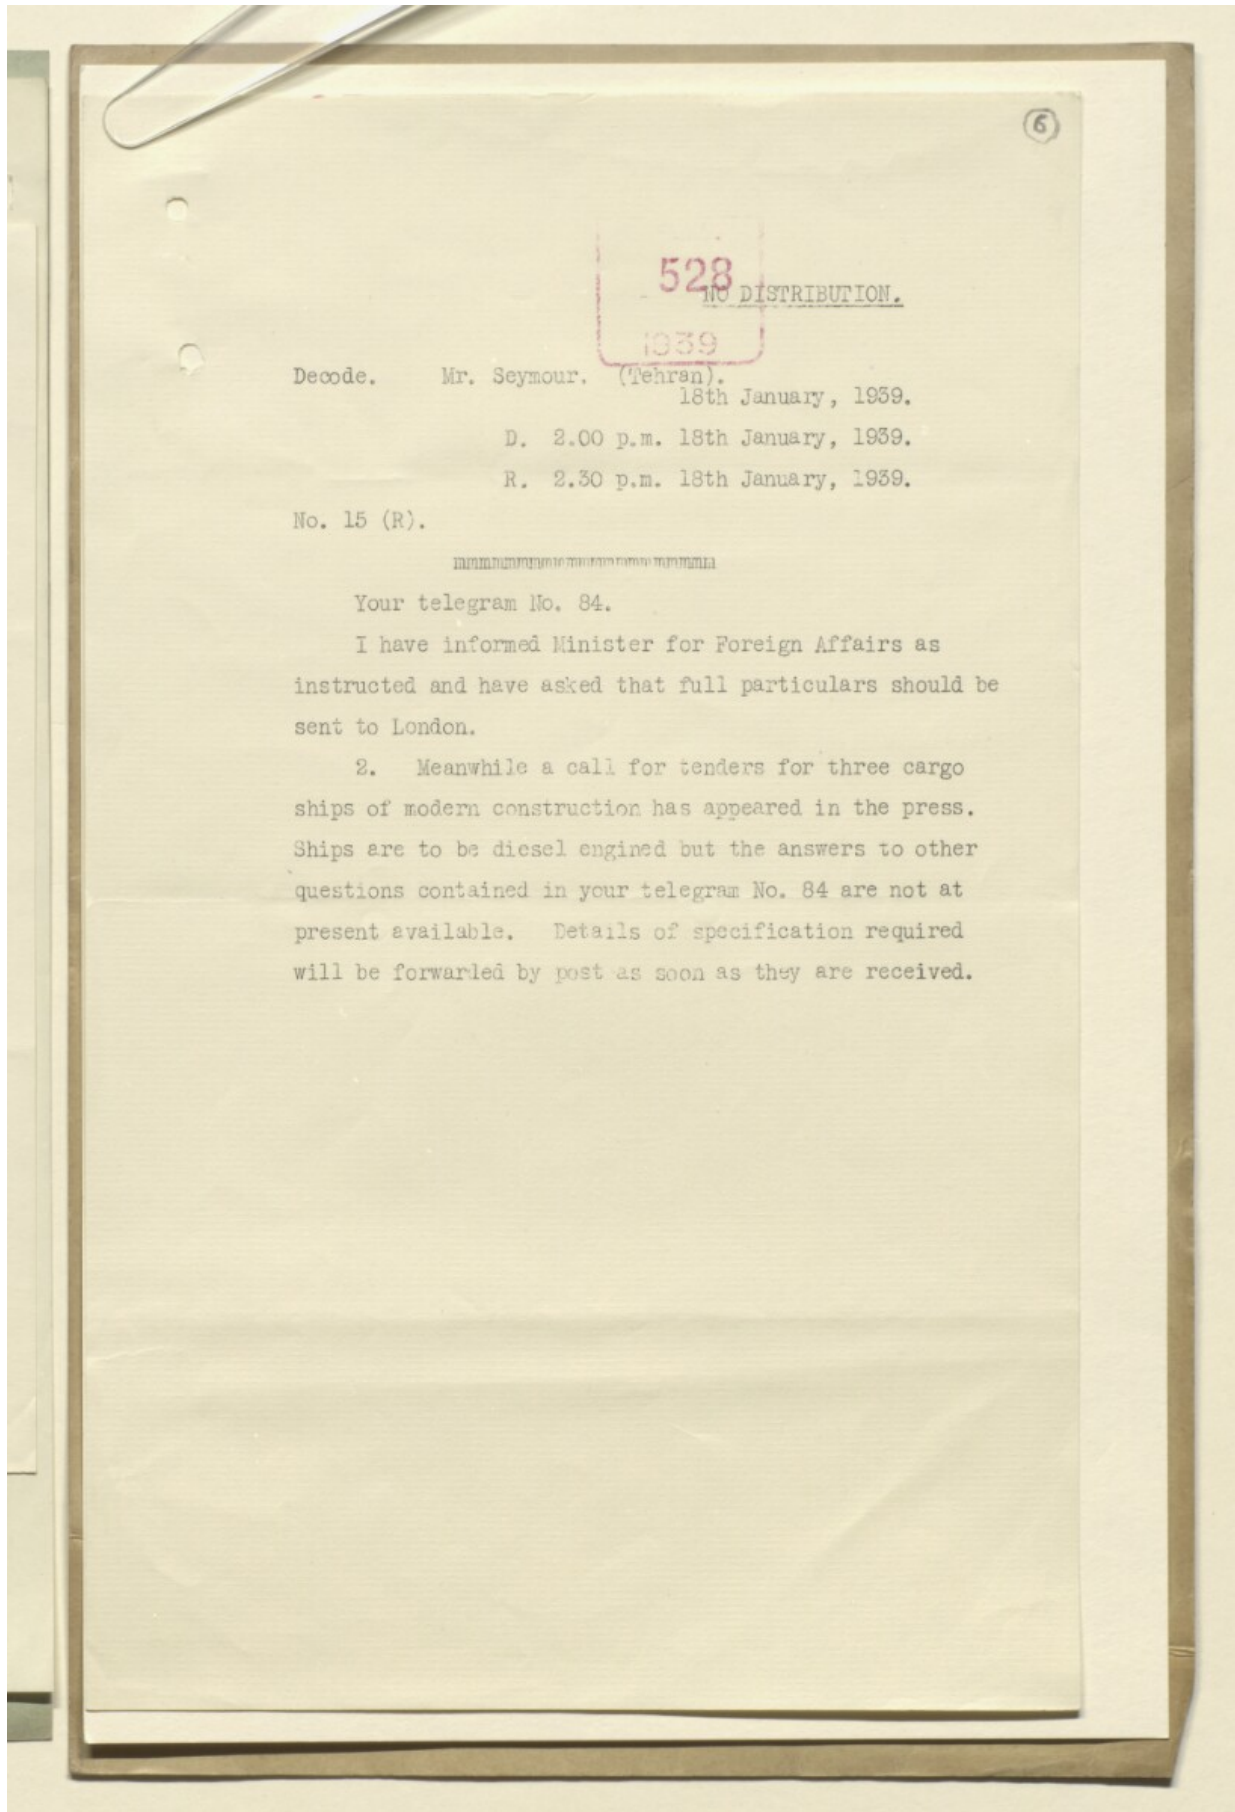 6
528
NO DISTRIBUTION.
1939
Decode. Mr. Seymour. (Tehran).
18th January, 1939.
D. 2.00 p.m. 18th January, 1939.
R. 2.30 p.m. 18th January, 1939.
No. 15 (R).
Your telegram No. 84.
I have informed Minister for Foreign Affairs as
instructed and have asked that full particulars should be
sent to London.
2. Meanwhile a call for tenders for three cargo
ships of modern construction has appeared in the press.
Ships are to be diesel engined but the answers to other
questions contained in your telegram No. 84 are not at
present available. Details of specification required
will be forwarded by post as soon as they are received.